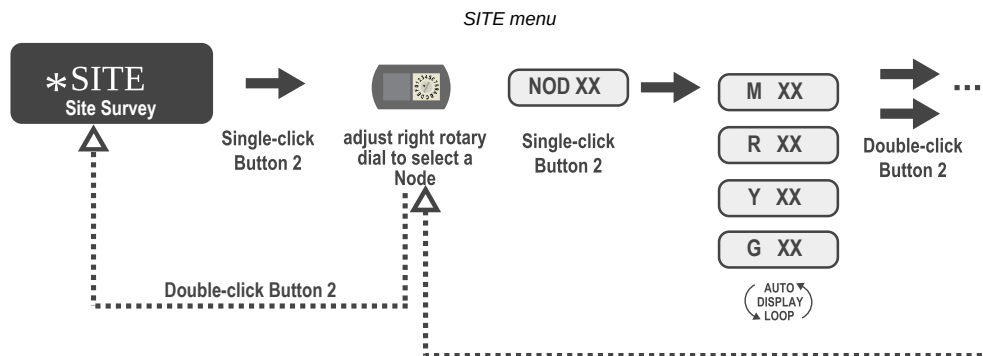 SITE menu
*SITE
Site Survey
Single-click
Button 2
adjust right rotary
dial to select a
Node
NOD XX
Single-click
Button 2
M XX
R XX
Y XX
G XX
AUTO
DISPLAY
LOOP
Double-click
Button 2
Double-click Button 2